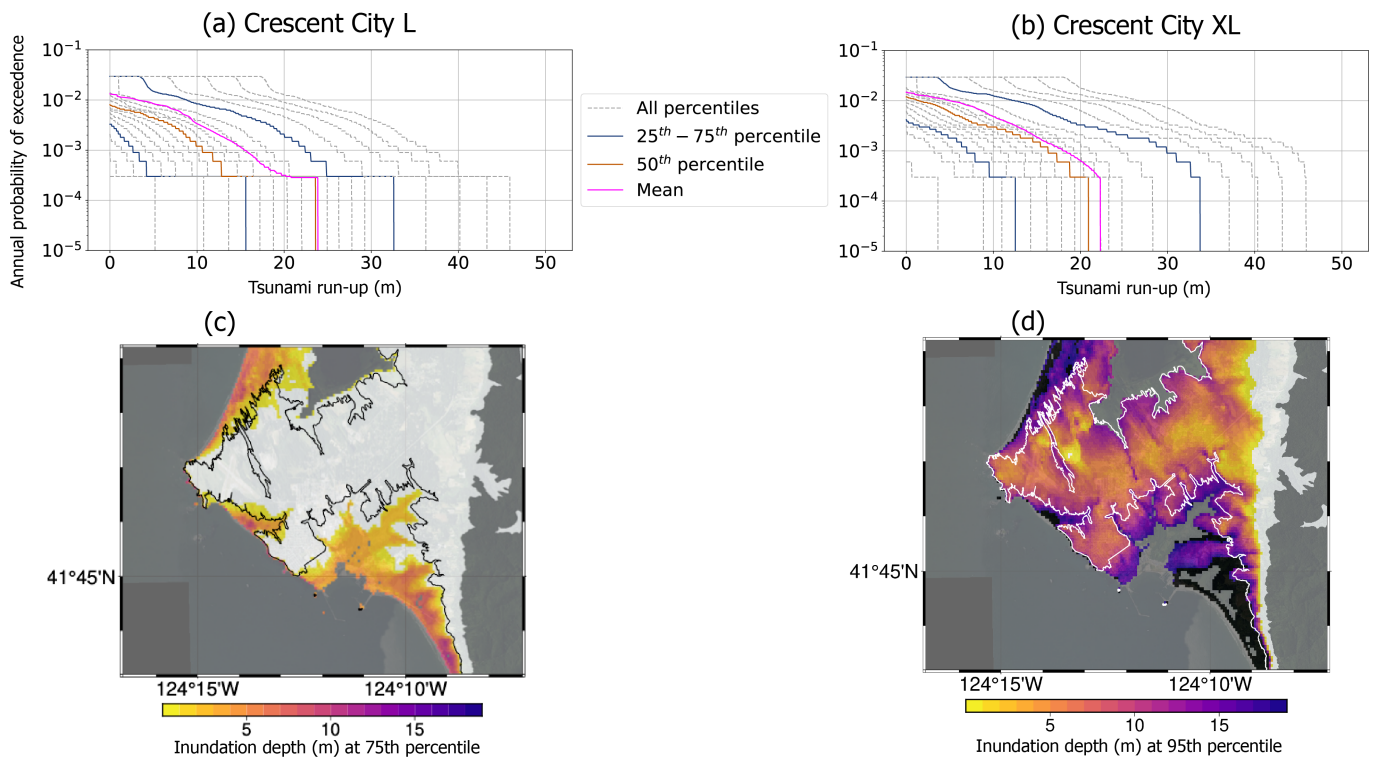 (a) Crescent City L
(b) Crescent City XL
Annual probability of exceedence
10⁻¹
10⁻²
10⁻³
10⁻⁴
10⁻⁵
0 10 20 30 40 50
Tsunami run-up (m)
All percentiles
25ᵗʰ − 75ᵗʰ percentile
50ᵗʰ percentile
Mean
10⁻¹
10⁻²
10⁻³
10⁻⁴
10⁻⁵
0 10 20 30 40 50
Tsunami run-up (m)
(c)
41°45'N
124°15'W 124°10'W
5 10 15
Inundation depth (m) at 75th percentile
(d)
41°45'N
124°15'W 124°10'W
5 10 15
Inundation depth (m) at 95th percentile